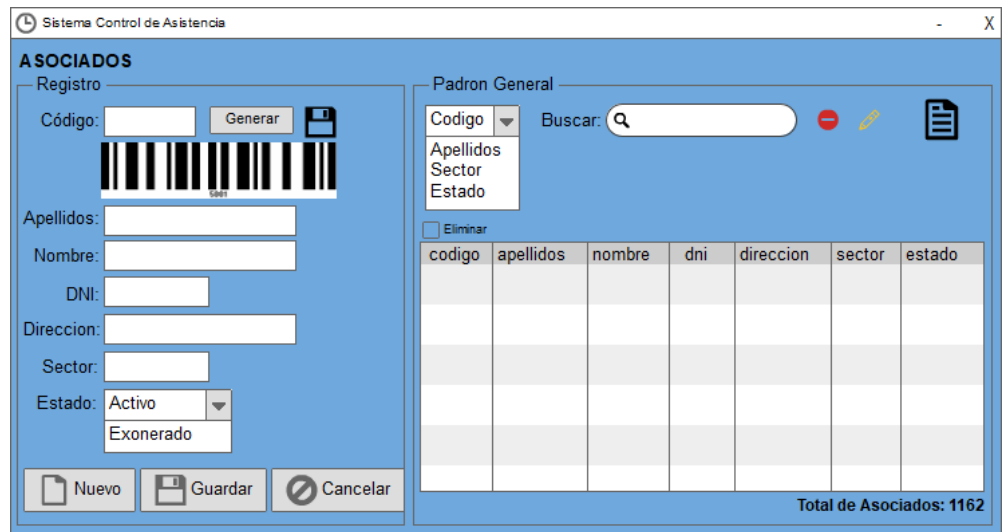 Sistema Control de Asistencia - X
ASOCIADOS
Registro
Código: Generar
5001
Apellidos:
Nombre:
DNI:
Direccion:
Sector:
Estado: Activo
Exonerado
Nuevo Guardar Cancelar
Padron General
Codigo Buscar:
Apellidos
Sector
Estado
Eliminar
codigo apellidos nombre dni direccion sector estado
Total de Asociados: 1162